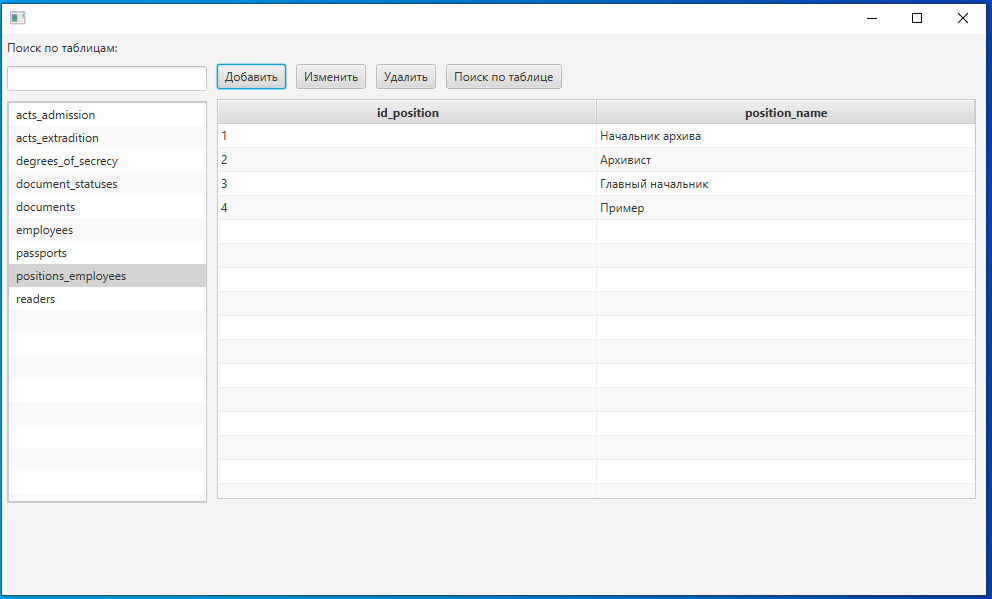 Поиск по таблицам:
Добавить Изменить Удалить Поиск по таблице
acts_admission
acts_extradition
degrees_of_secrecy
document_statuses
documents
employees
passports
positions_employees
readers
id_position position_name
1 Начальник архива
2 Архивист
3 Главный начальник
4 Пример